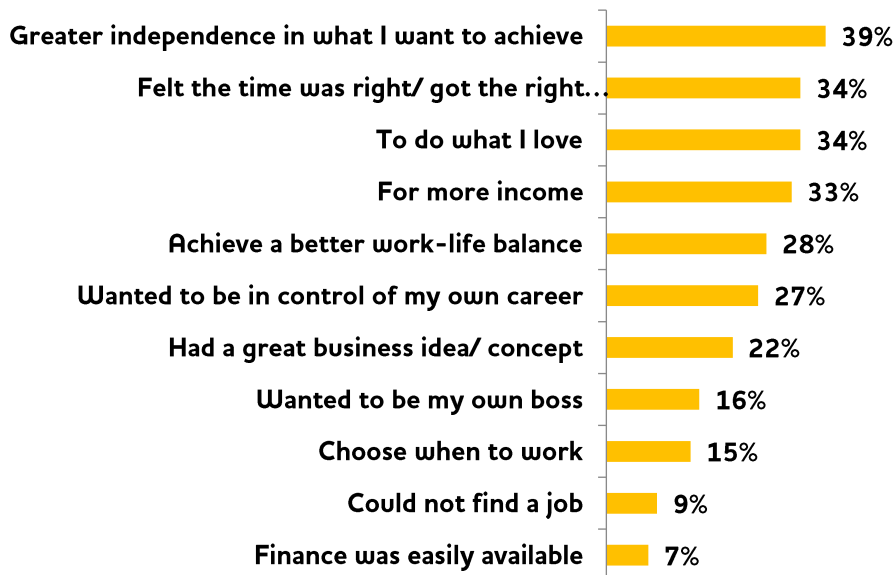 Greater independence in what I want to achieve 39%
Felt the time was right/ got the right... 34%
To do what I love 34%
For more income 33%
Achieve a better work-life balance 28%
Wanted to be in control of my own career 27%
Had a great business idea/ concept 22%
Wanted to be my own boss 16%
Choose when to work 15%
Could not find a job 9%
Finance was easily available 7%